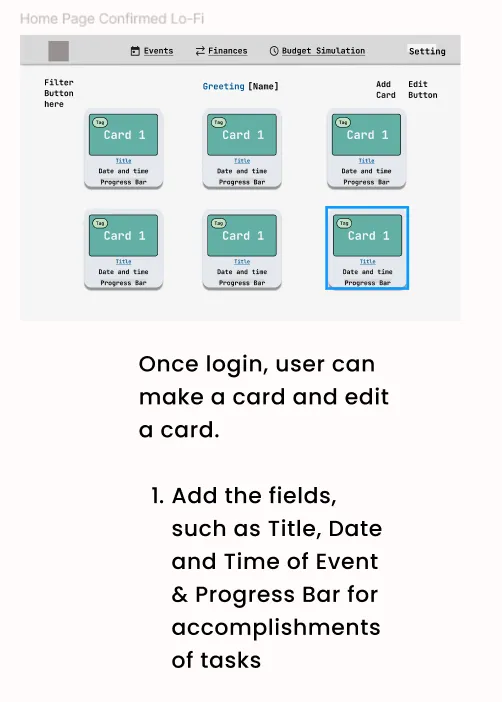 Home Page Confirmed Lo-Fi
Events Finances Budget Simulation Setting
Filter
Button
here
Greeting [Name]
Add
Card
Edit
Button
Tag
Card 1
Title
Date and time
Progress Bar
Tag
Card 1
Title
Date and time
Progress Bar
Tag
Card 1
Title
Date and time
Progress Bar
Tag
Card 1
Title
Date and time
Progress Bar
Tag
Card 1
Title
Date and time
Progress Bar
Tag
Card 1
Title
Date and time
Progress Bar
Once login, user can
make a card and edit
a card.
1. Add the fields,
such as Title, Date
and Time of Event
& Progress Bar for
accomplishments
of tasks